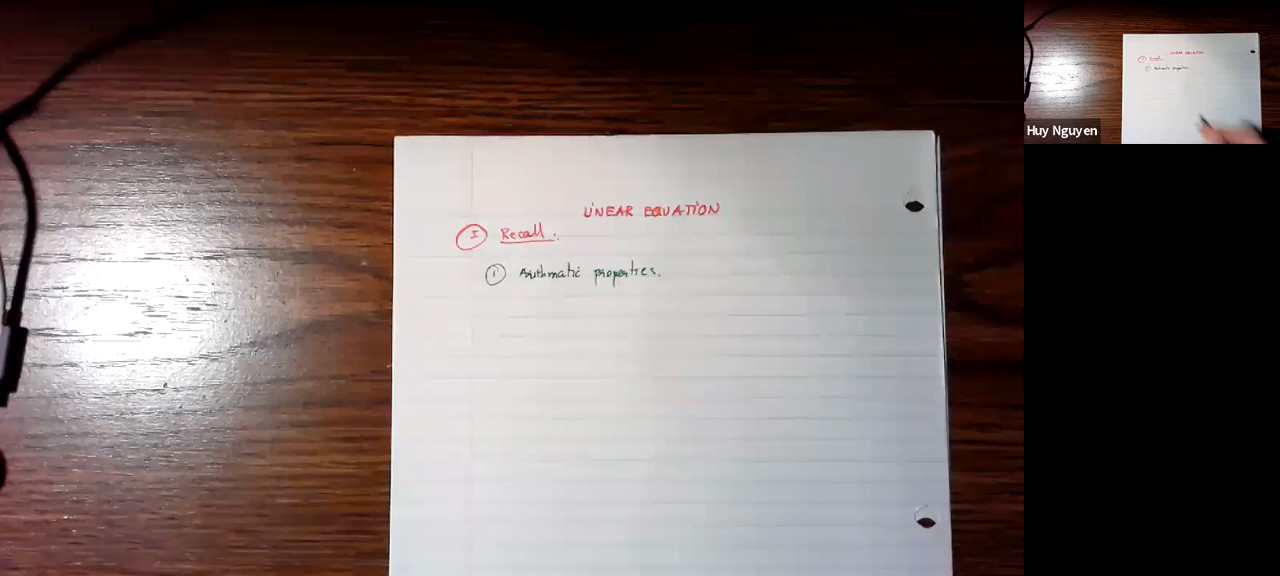 LINEAR EQUATION
I Recall.
1 Arithmatic properties.
Huy Nguyen